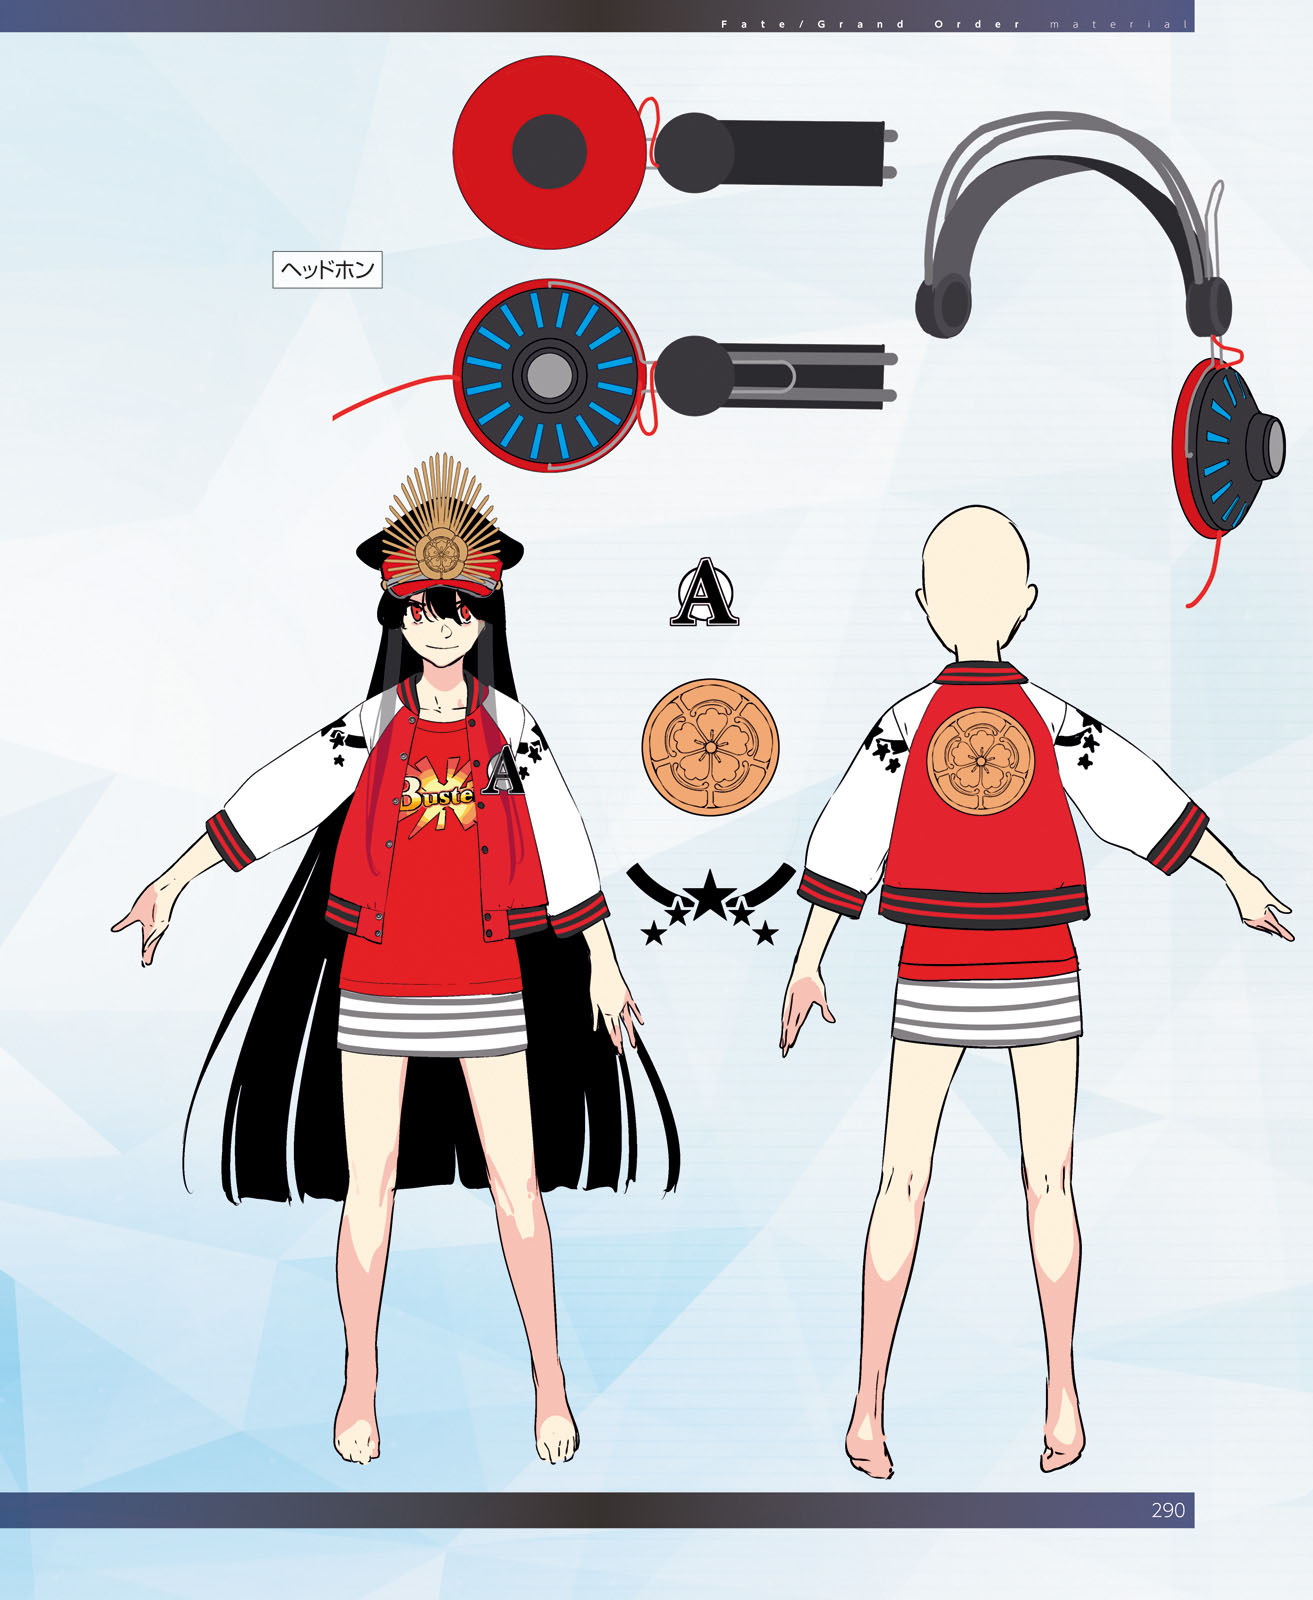 Fate/Grand Order material
ヘッドホン
A
A
Buste
290